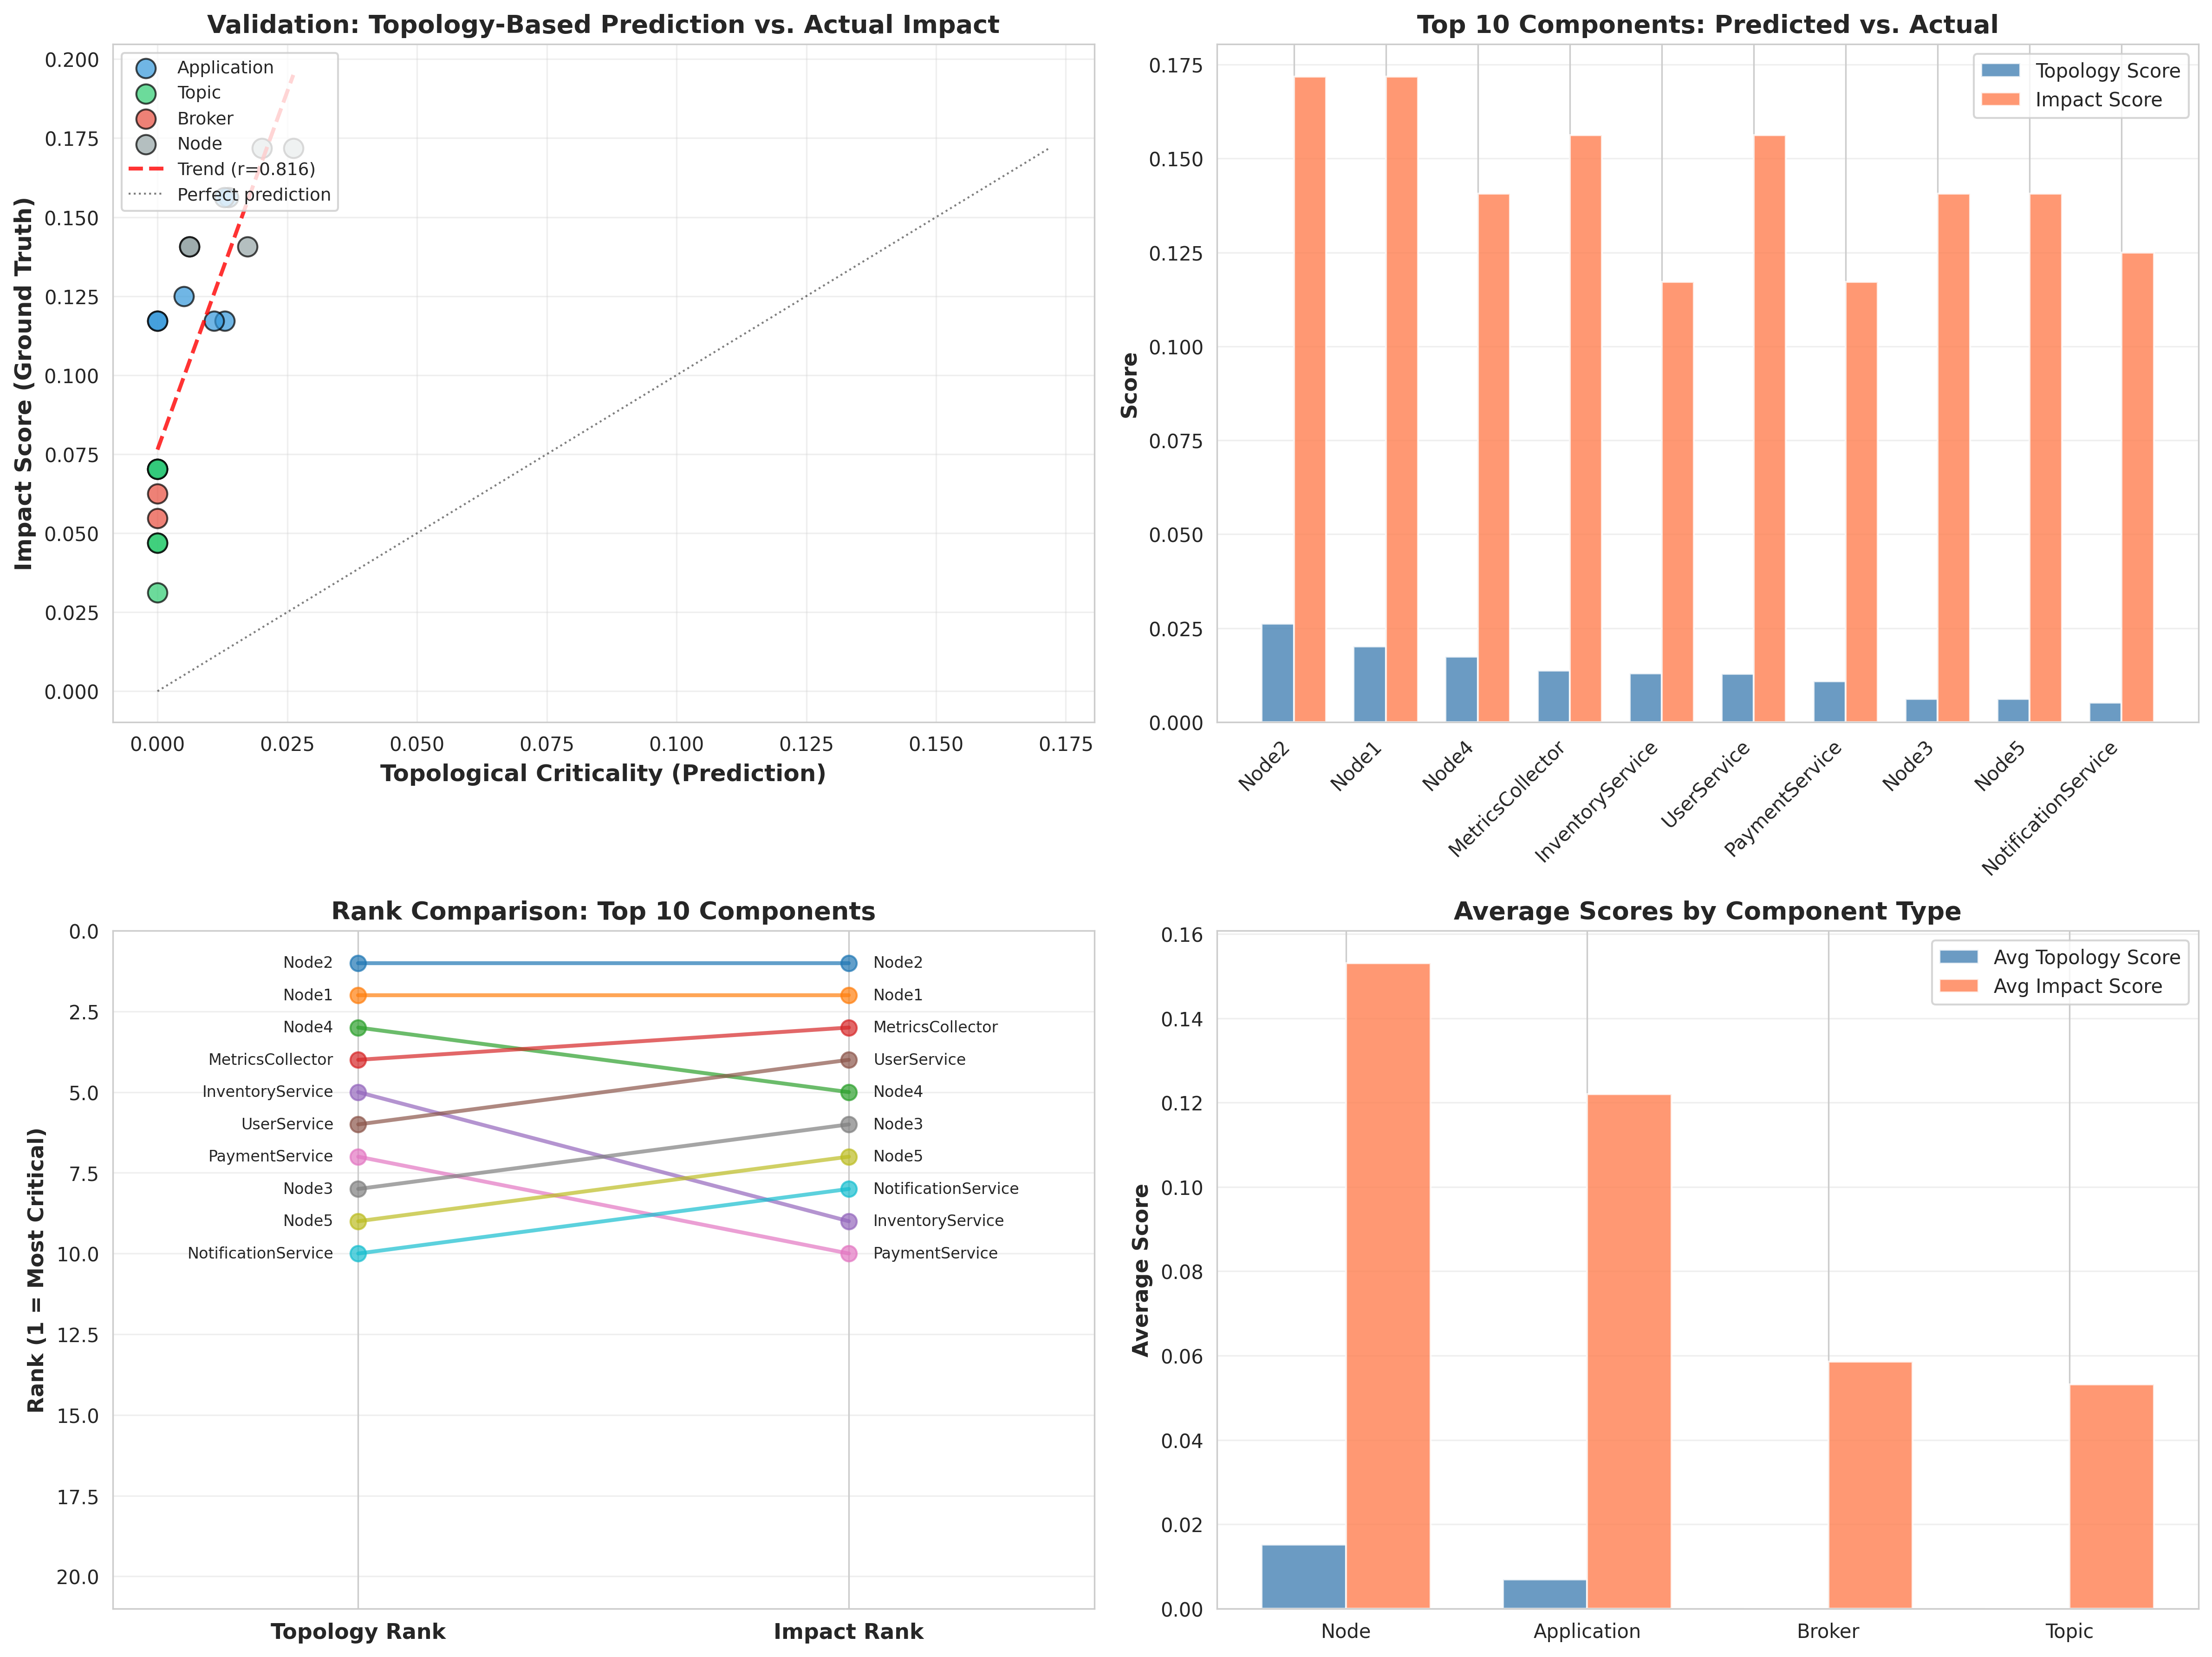 Validation: Topology-Based Prediction vs. Actual Impact
Impact Score (Ground Truth)
0.200
0.175
0.150
0.125
0.100
0.075
0.050
0.025
0.000
Application
Topic
Broker
Node
Trend (r=0.816)
Perfect prediction
0.000 0.025 0.050 0.075 0.100 0.125 0.150 0.175
Topological Criticality (Prediction)
Top 10 Components: Predicted vs. Actual
Score
0.175
0.150
0.125
0.100
0.075
0.050
0.025
0.000
Topology Score
Impact Score
Node2
Node1
Node4
MetricsCollector
InventoryService
UserService
PaymentService
Node3
Node5
NotificationService
Rank Comparison: Top 10 Components
Rank (1 = Most Critical)
0.0
2.5
5.0
7.5
10.0
12.5
15.0
17.5
20.0
Node2 Node2
Node1 Node1
Node4 MetricsCollector
MetricsCollector UserService
InventoryService Node4
UserService Node3
PaymentService Node5
Node3 NotificationService
Node5 InventoryService
NotificationService PaymentService
Topology Rank Impact Rank
Average Scores by Component Type
Average Score
0.16
0.14
0.12
0.10
0.08
0.06
0.04
0.02
0.00
Avg Topology Score
Avg Impact Score
Node Application Broker Topic